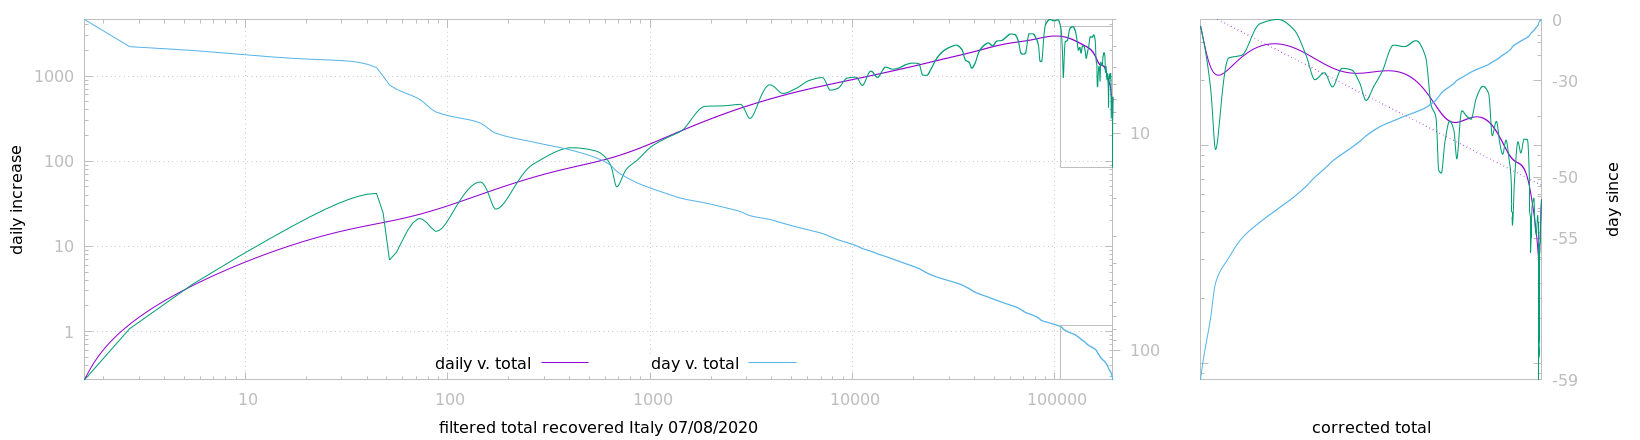 daily increase
1000
100
10
1
daily v. total
day v. total
10
100
1000
10000
100000
filtered total recovered Italy 07/08/2020
10
100
corrected total
0
-30
-50
-55
-59
day since